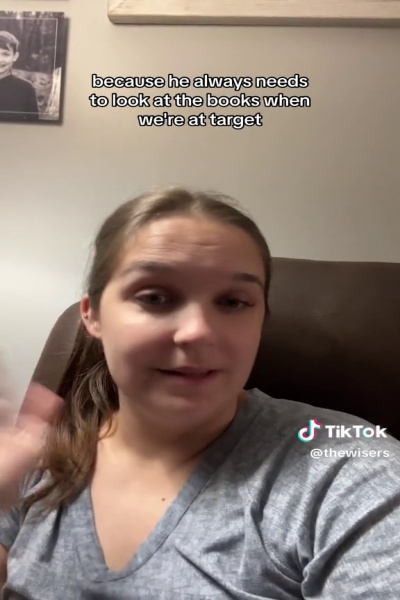 because he always needs
to look at the books when
we're at target
TikTok
@thewisers